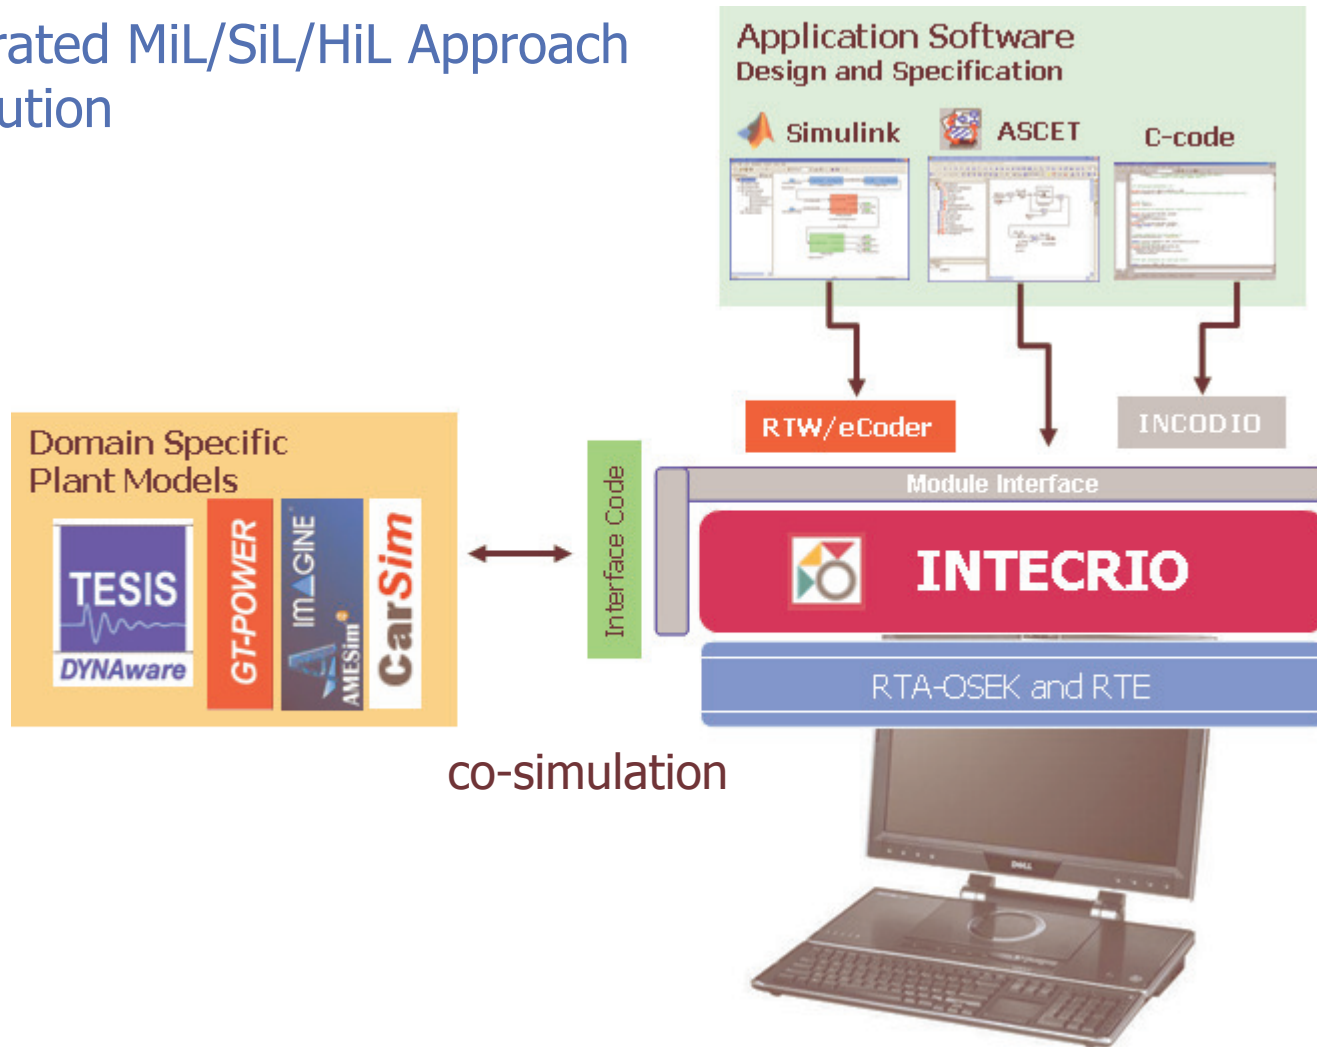 rated MiL/SiL/HiL Approach
ution
Application Software
Design and Specification
Simulink
ASCET
C-code
RTW/eCoder
INCODIO
Domain Specific
Plant Models
TESIS
DYNAware
GT-POWER
IMAGINE
AMESim
CarSim
Interface Code
Module Interface
INTECRIO
RTA-OSEK and RTE
co-simulation
DELL